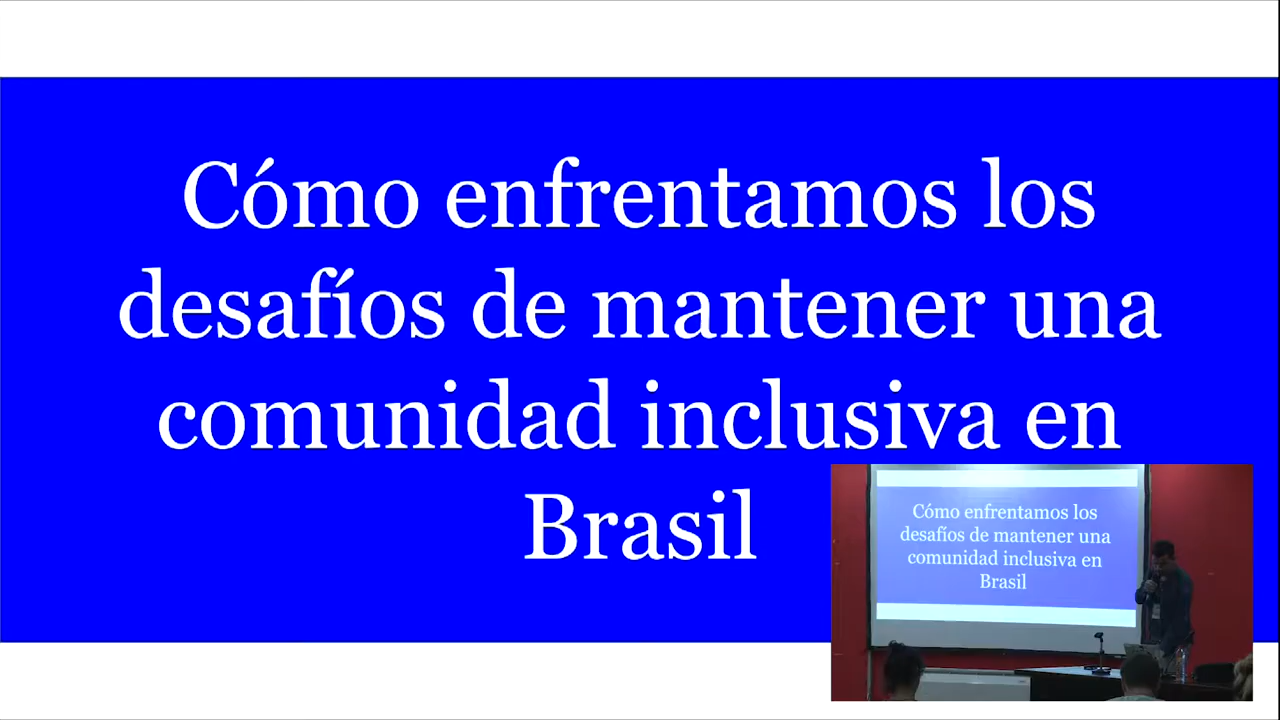 Cómo enfrentamos los
desafíos de mantener una
comunidad inclusiva en
Brasil
Cómo enfrentamos los
desafíos de mantener una
comunidad inclusiva en
Brasil